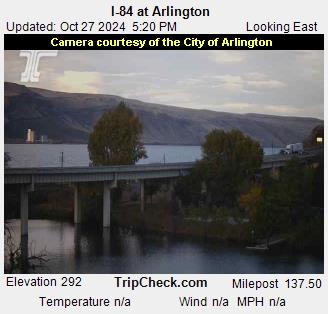 I-84 at Arlington
Updated: Oct 27 2024 5:20 PM Looking East
Camera courtesy of the City of Arlington
Elevation 292 TripCheck.com Milepost 137.50
Temperature n/a Wind n/a MPH n/a